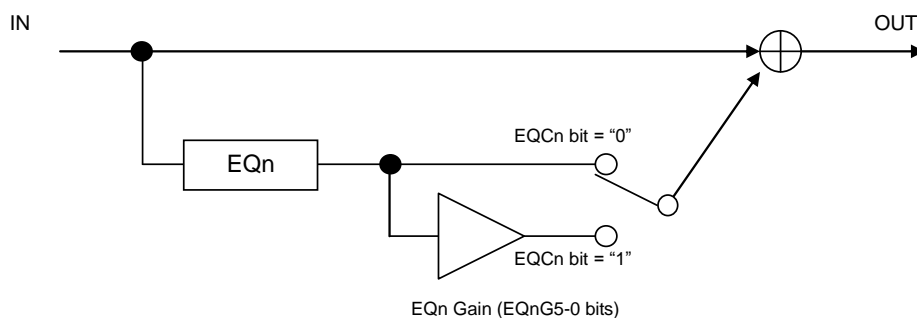 IN
OUT
EQCn bit = “0”
EQn
EQCn bit = “1”
EQn Gain (EQnG5-0 bits)